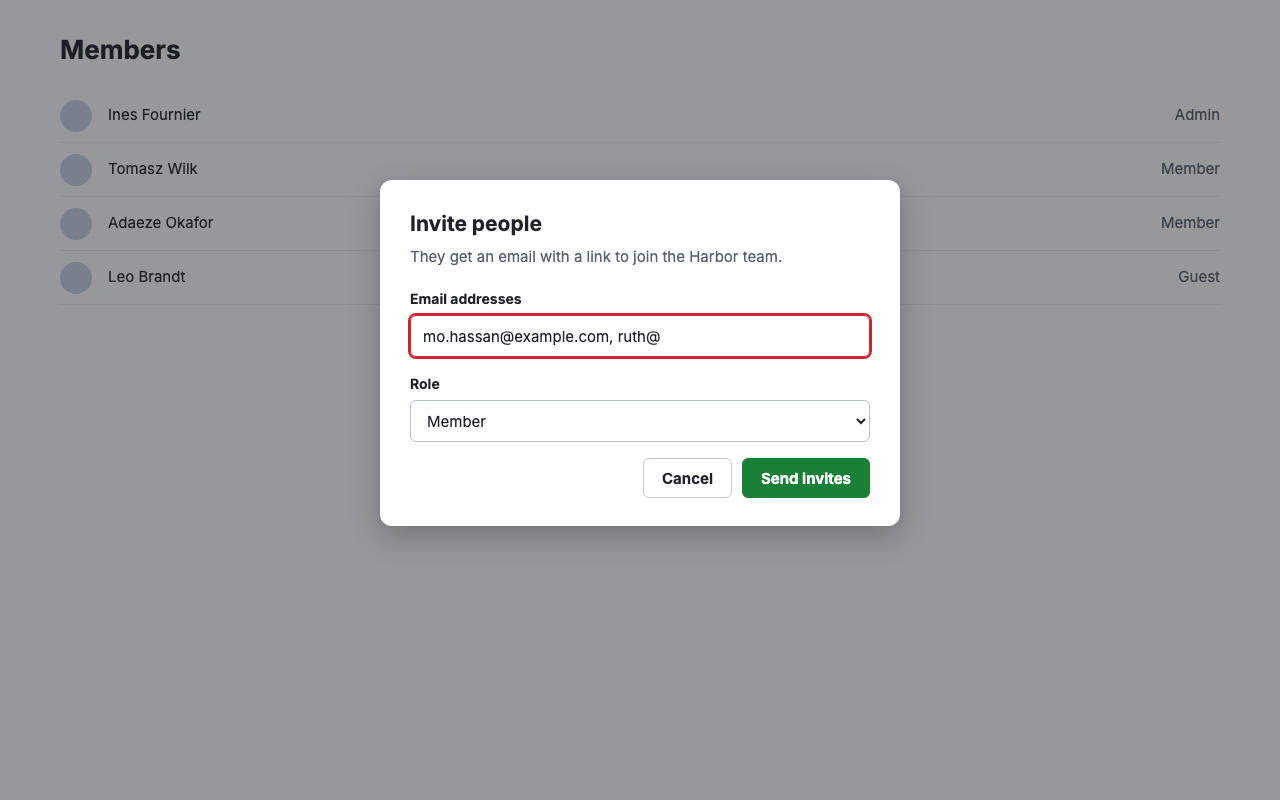 Members
Ines Fournier Admin
Tomasz Wilk Member
Adaeze Okafor Member
Leo Brandt Guest
Invite people
They get an email with a link to join the Harbor team.
Email addresses
mo.hassan@example.com, ruth@
Role
Member
Cancel Send invites